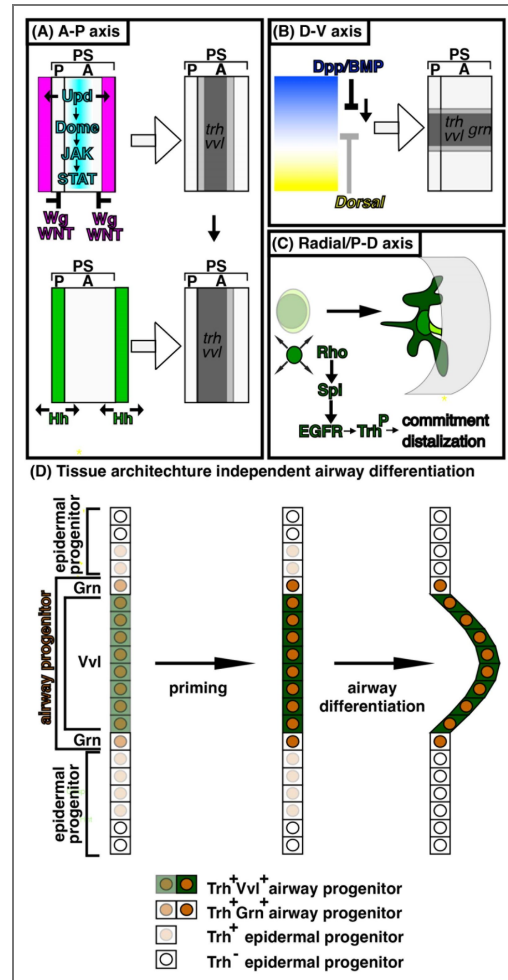 (A) A-P axis
PS
P A
Upd
Dome
JAK
STAT
Wg
WNT
Wg
WNT
PS
P A
trh
vvl
PS
P A
Hh
Hh
PS
P A
trh
vvl
(B) D-V axis
Dpp/BMP
Dorsal
PS
P A
trh
vvl grn
(C) Radial/P-D axis
Rho
Spi
EGFR
Trh P
commitment
distalization
(D) Tissue architechture independent airway differentiation
epidermal
progenitor
airway progenitor
Grn
Vvl
Grn
epidermal
progenitor
priming
airway
differentiation
Trh+Vvl+ airway progenitor
Trh+Grn+ airway progenitor
Trh+ epidermal progenitor
Trh- epidermal progenitor